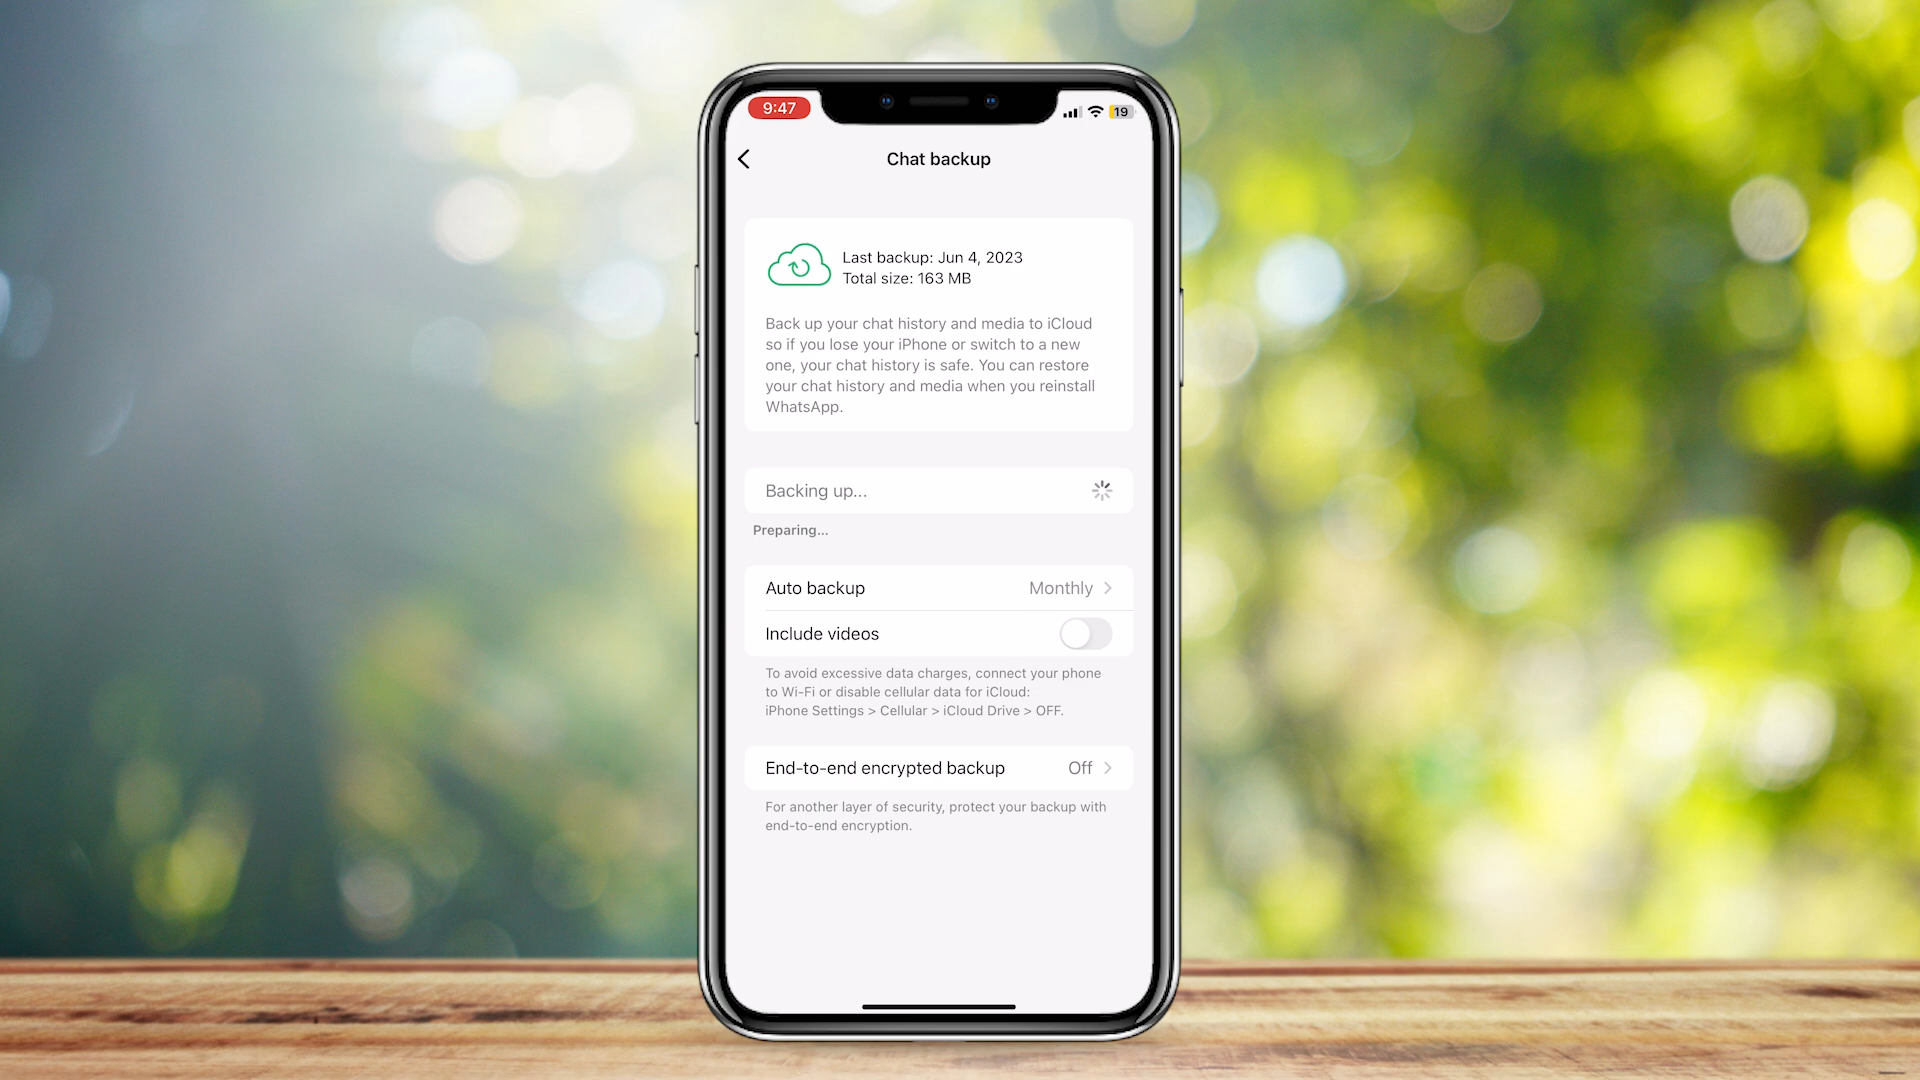 9:47
19
Chat backup
Last backup: Jun 4, 2023
Total size: 163 MB
Back up your chat history and media to iCloud
so if you lose your iPhone or switch to a new
one, your chat history is safe. You can restore
your chat history and media when you reinstall
WhatsApp.
Backing up...
Preparing...
Auto backup Monthly
Include videos
To avoid excessive data charges, connect your phone
to Wi-Fi or disable cellular data for iCloud:
iPhone Settings > Cellular > iCloud Drive > OFF.
End-to-end encrypted backup Off
For another layer of security, protect your backup with
end-to-end encryption.